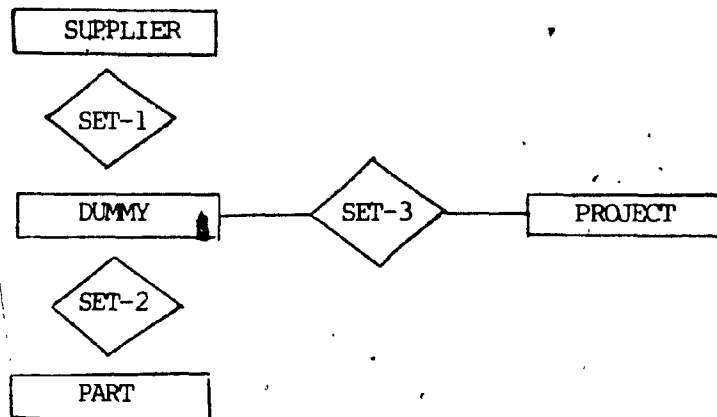 SUPPLIER
SET-1
DUMMY
SET-3
PROJECT
SET-2
PART